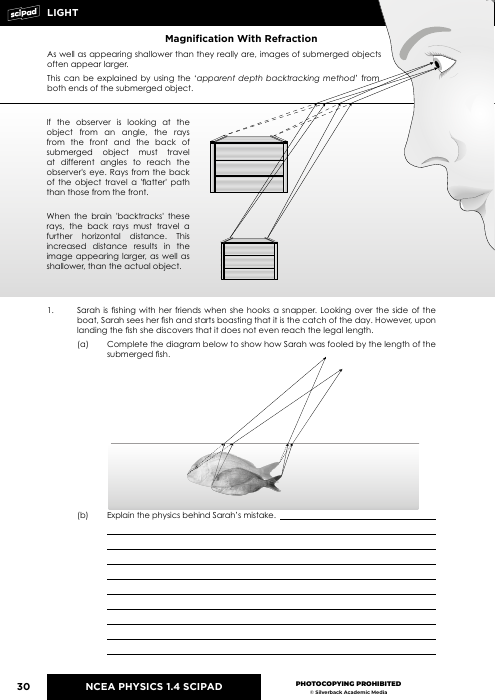 scipad LIGHT
Magnification With Refraction
As well as appearing shallower than they really are, images of submerged objects
often appear larger.
This can be explained by using the ‘apparent depth backtracking method’ from
both ends of the submerged object.
If the observer is looking at the
object from an angle, the rays
from the front and the back of
submerged object must travel
at different angles to reach the
observer's eye. Rays from the back
of the object travel a 'flatter' path
than those from the front.
When the brain 'backtracks' these
rays, the back rays must travel a
further horizontal distance. This
increased distance results in the
image appearing larger, as well as
shallower, than the actual object.
1. Sarah is fishing with her friends when she hooks a snapper. Looking over the side of the
boat, Sarah sees her fish and starts boasting that it is the catch of the day. However, upon
landing the fish she discovers that it does not even reach the legal length.
(a) Complete the diagram below to show how Sarah was fooled by the length of the
submerged fish.
(b) Explain the physics behind Sarah's mistake.
30 NCEA PHYSICS 1.4 SCIPAD PHOTOCOPYING PROHIBITED
© Silverback Academic Media